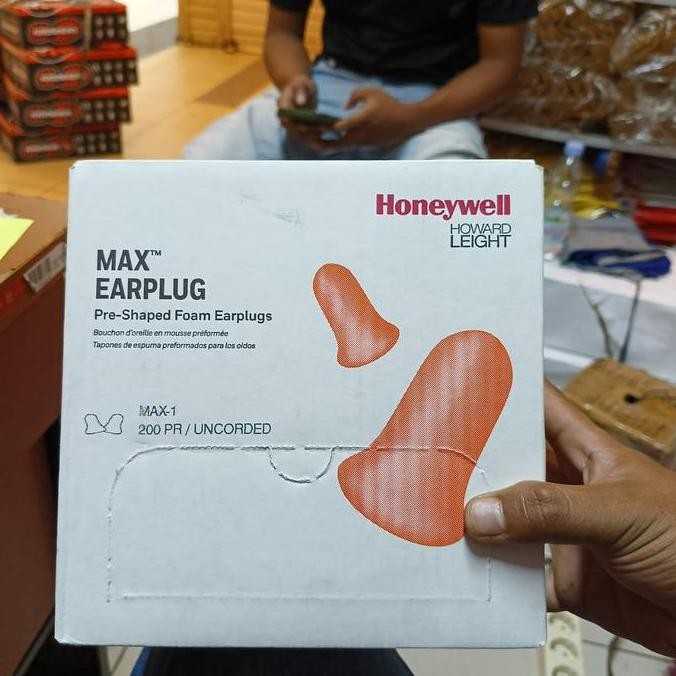 Honeywell
HOWARD
LEIGHT
MAX™
EARPLUG
Pre-Shaped Foam Earplugs
Bouchon d'oreille en mousse préformée
Tapones de espuma preformados para los oídos
MAX-1
200 PR / UNCORDED